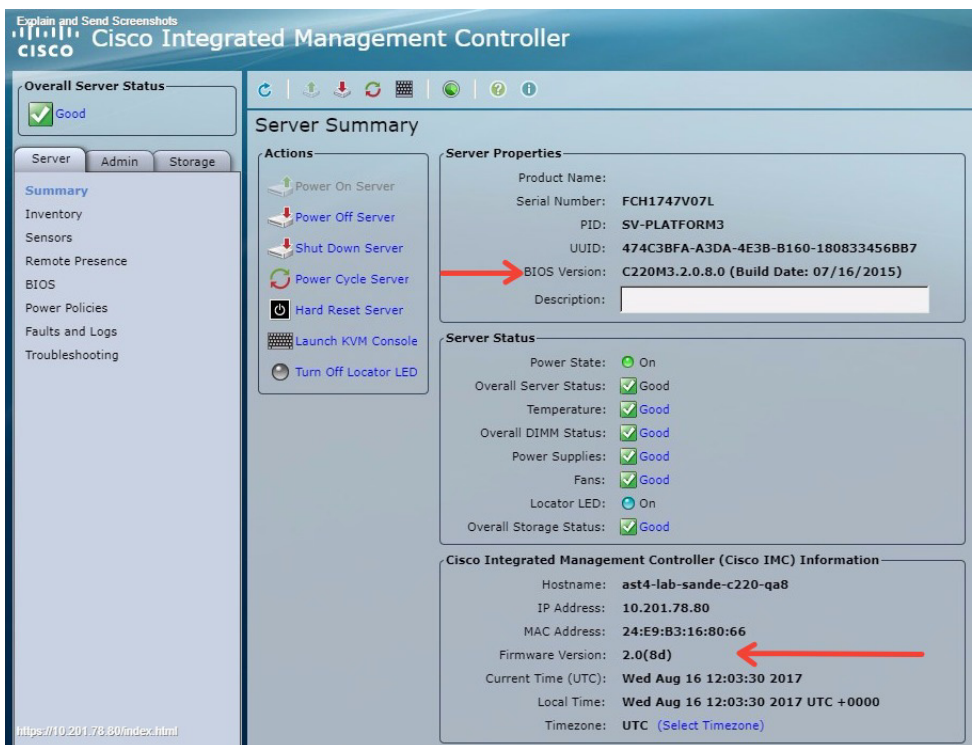 Explain and Send Screenshots
CISCO Cisco Integrated Management Controller
Overall Server Status
Good
Server Admin Storage
Summary
Inventory
Sensors
Remote Presence
BIOS
Power Policies
Faults and Logs
Troubleshooting
Server Summary
Actions
Power On Server
Power Off Server
Shut Down Server
Power Cycle Server
Hard Reset Server
Launch KVM Console
Turn Off Locator LED
Server Properties
Product Name:
Serial Number: FCH1747V07L
PID: SV-PLATFORM3
UUID: 474C3BFA-A3DA-4E3B-B160-180833456BB7
BIOS Version: C220M3.2.0.8.0 (Build Date: 07/16/2015)
Description:
Server Status
Power State: On
Overall Server Status: Good
Temperature: Good
Overall DIMM Status: Good
Power Supplies: Good
Fans: Good
Locator LED: On
Overall Storage Status: Good
Cisco Integrated Management Controller (Cisco IMC) Information
Hostname: ast4-lab-sande-c220-qa8
IP Address: 10.201.78.80
MAC Address: 24:E9:B3:16:80:66
Firmware Version: 2.0(8d)
Current Time (UTC): Wed Aug 16 12:03:30 2017
Local Time: Wed Aug 16 12:03:30 2017 UTC +0000
Timezone: UTC (Select Timezone)
https://10.201.78.80/index.html